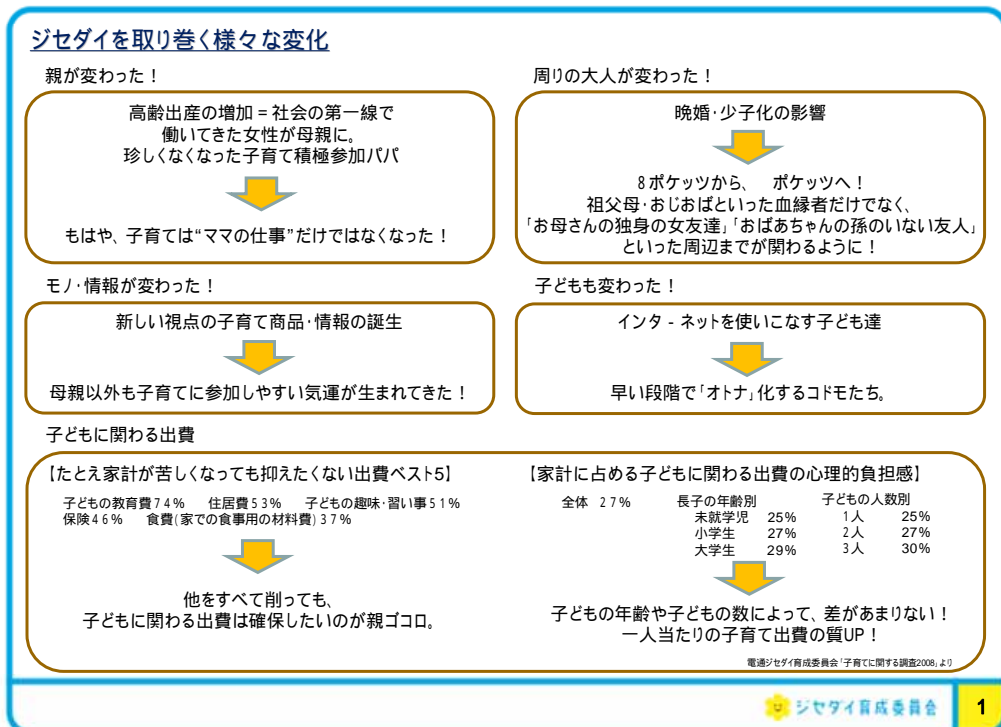 ジセダイを取り巻く様々な変化
親が変わった！
高齢出産の増加＝社会の第一線で
働いてきた女性が母親に。
珍しくなくなった子育て積極参加パパ
もはや、子育ては“ママの仕事”だけではなくなった！
周りの大人が変わった！
晩婚・少子化の影響
8ポケッツから、　ポケッツへ！
祖父母・おじおばといった血縁者だけでなく、
「お母さんの独身の女友達」「おばあちゃんの孫のいない友人」
といった周辺までが関わるように！
モノ・情報が変わった！
新しい視点の子育て商品・情報の誕生
母親以外も子育てに参加しやすい気運が生まれてきた！
子どもも変わった！
インタ‐ネットを使いこなす子ども達
早い段階で「オトナ」化するコドモたち。
子どもに関わる出費
【たとえ家計が苦しくなっても抑えたくない出費ベスト5】
子どもの教育費74%　住居費53%　子どもの趣味・習い事51%
保険46%　食費(家での食事用の材料費)37%
他をすべて削っても、
子どもに関わる出費は確保したいのが親ゴコロ。
【家計に占める子どもに関わる出費の心理的負担感】
全体 27%
長子の年齢別
未就学児 25%
小学生 27%
大学生 29%
子どもの人数別
1人 25%
2人 27%
3人 30%
子どもの年齢や子どもの数によって、差があまりない！
一人当たりの子育て出費の質UP！
電通ジセダイ育成委員会「子育てに関する調査2008」より
ジセダイ育成委員会
1